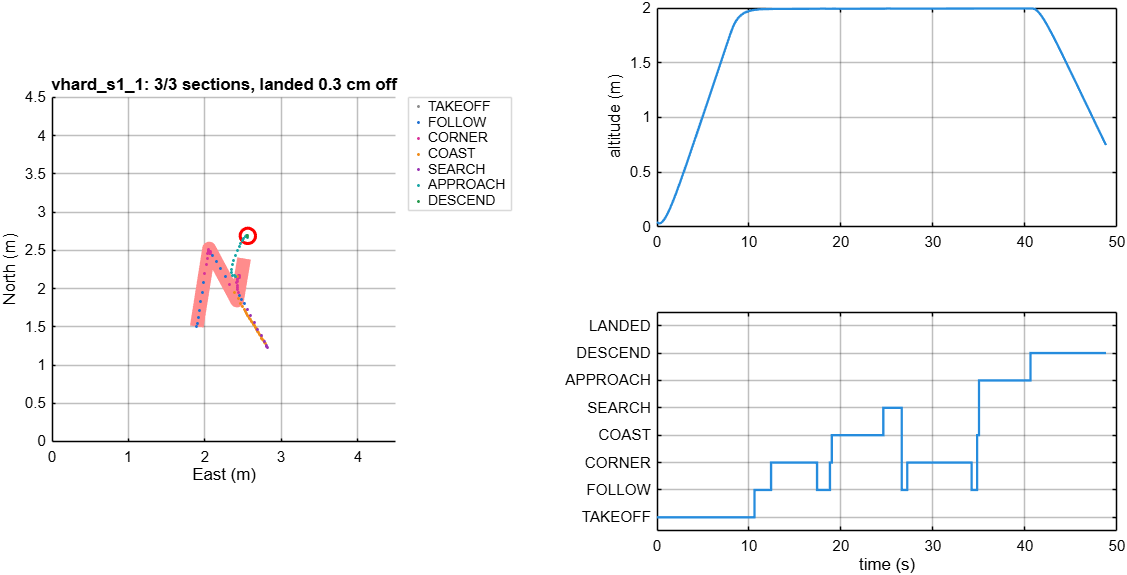 vhard_s1_1: 3/3 sections, landed 0.3 cm off
4.5
4
3.5
3
2.5
2
1.5
1
0.5
0
North (m)
0 1 2 3 4
East (m)
TAKEOFF
FOLLOW
CORNER
COAST
SEARCH
APPROACH
DESCEND
2
1.5
1
0.5
0
altitude (m)
0 10 20 30 40 50
LANDED
DESCEND
APPROACH
SEARCH
COAST
CORNER
FOLLOW
TAKEOFF
0 10 20 30 40 50
time (s)